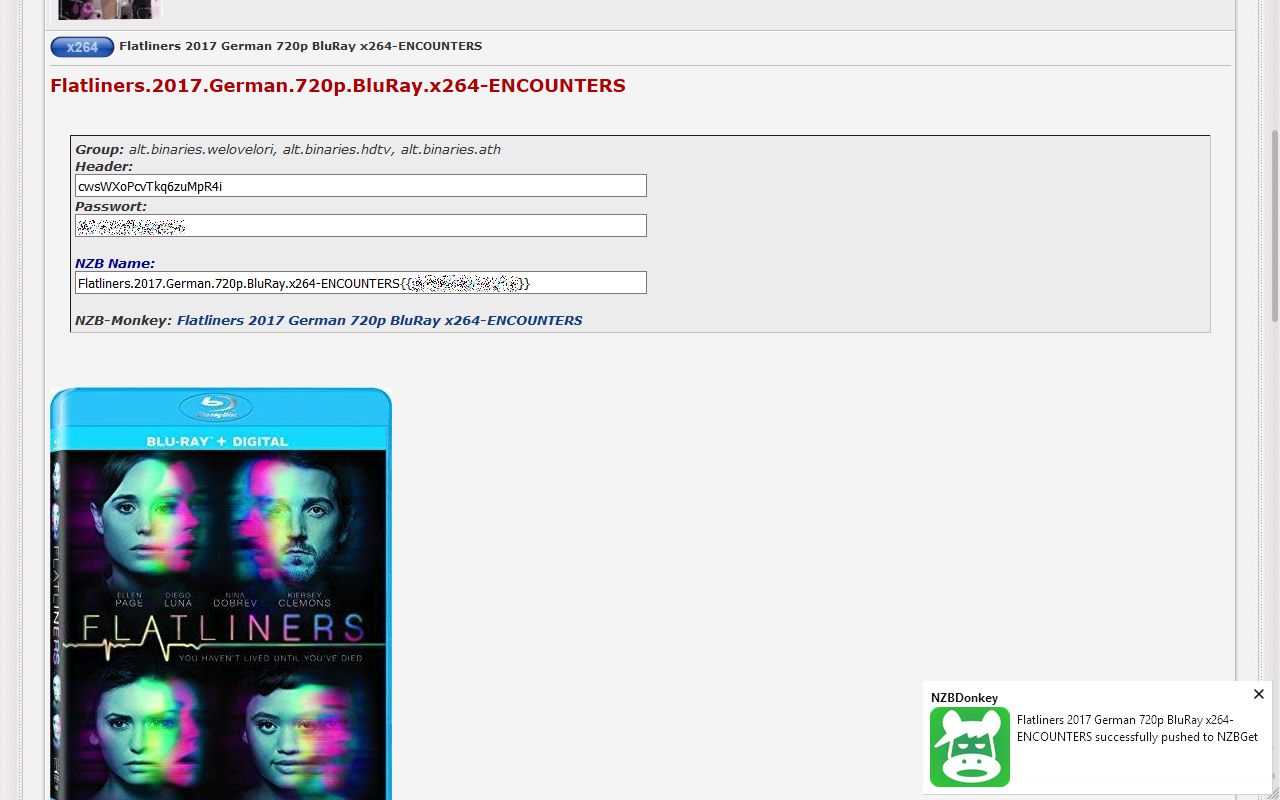 x264 Flatliners 2017 German 720p BluRay x264-ENCOUNTERS
Flatliners.2017.German.720p.BluRay.x264-ENCOUNTERS
Group: alt.binaries.welovelori, alt.binaries.hdtv, alt.binaries.ath
Header:
cwsWXoPcvTkq6zuMpR4i
Passwort:
NZB Name:
Flatliners.2017.German.720p.BluRay.x264-ENCOUNTERS{{ }}
NZB-Monkey: Flatliners 2017 German 720p BluRay x264-ENCOUNTERS
Blu-ray Disc
BLU-RAY™ + DIGITAL
ELLEN PAGE
DIEGO LUNA
NINA DOBREV
KIERSEY CLEMONS
FLATLINERS
FLATLINERS
YOU HAVEN'T LIVED UNTIL YOU'VE DIED
NZBDonkey
Flatliners 2017 German 720p BluRay x264-
ENCOUNTERS successfully pushed to NZBGet